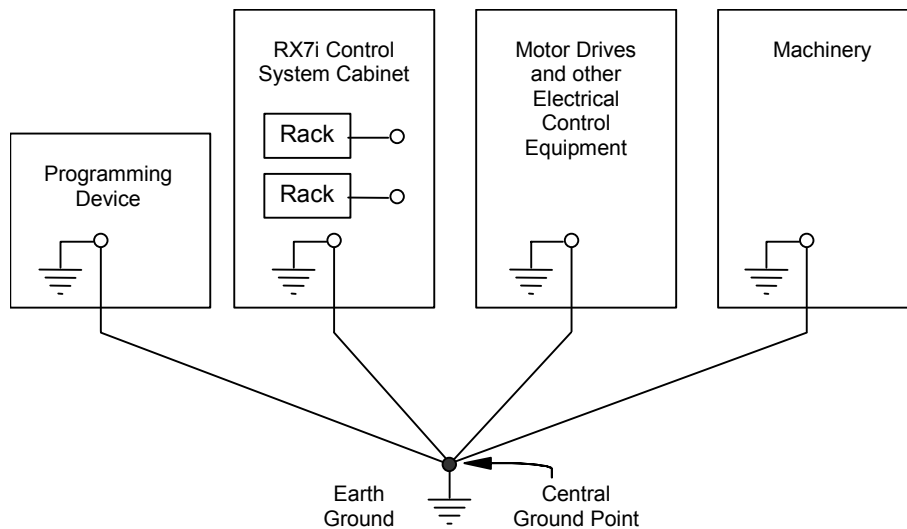 Programming
Device
RX7i Control
System Cabinet
Rack
Rack
Motor Drives
and other
Electrical
Control
Equipment
Machinery
Earth
Ground
Central
Ground Point